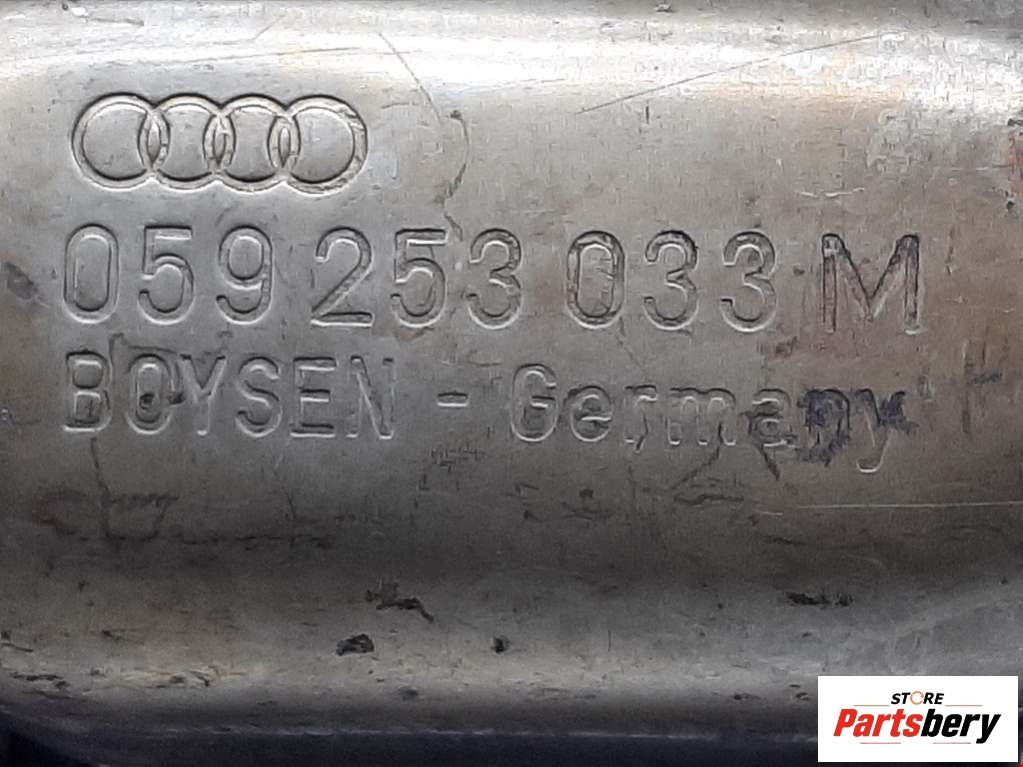 059 253 033 M
BOYSEN - Germany
STORE
Partsbery